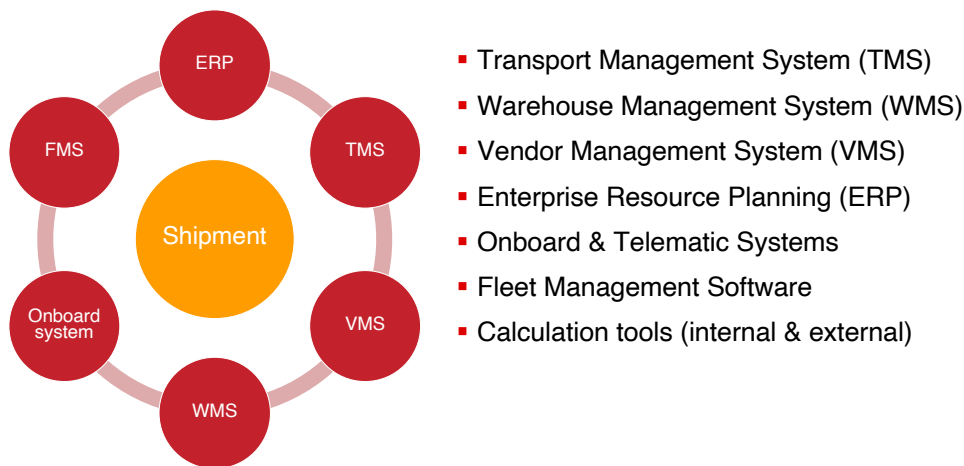 ERP
FMS
TMS
Shipment
Onboard
system
VMS
WMS
▪ Transport Management System (TMS)
▪ Warehouse Management System (WMS)
▪ Vendor Management System (VMS)
▪ Enterprise Resource Planning (ERP)
▪ Onboard & Telematic Systems
▪ Fleet Management Software
▪ Calculation tools (internal & external)